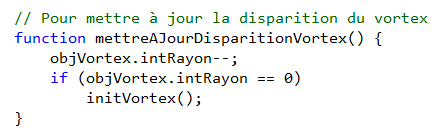 // Pour mettre à jour la disparition du vortex
function mettreAJourDisparitionVortex() {
    objVortex.intRayon--;
    if (objVortex.intRayon == 0)
        initVortex();
}